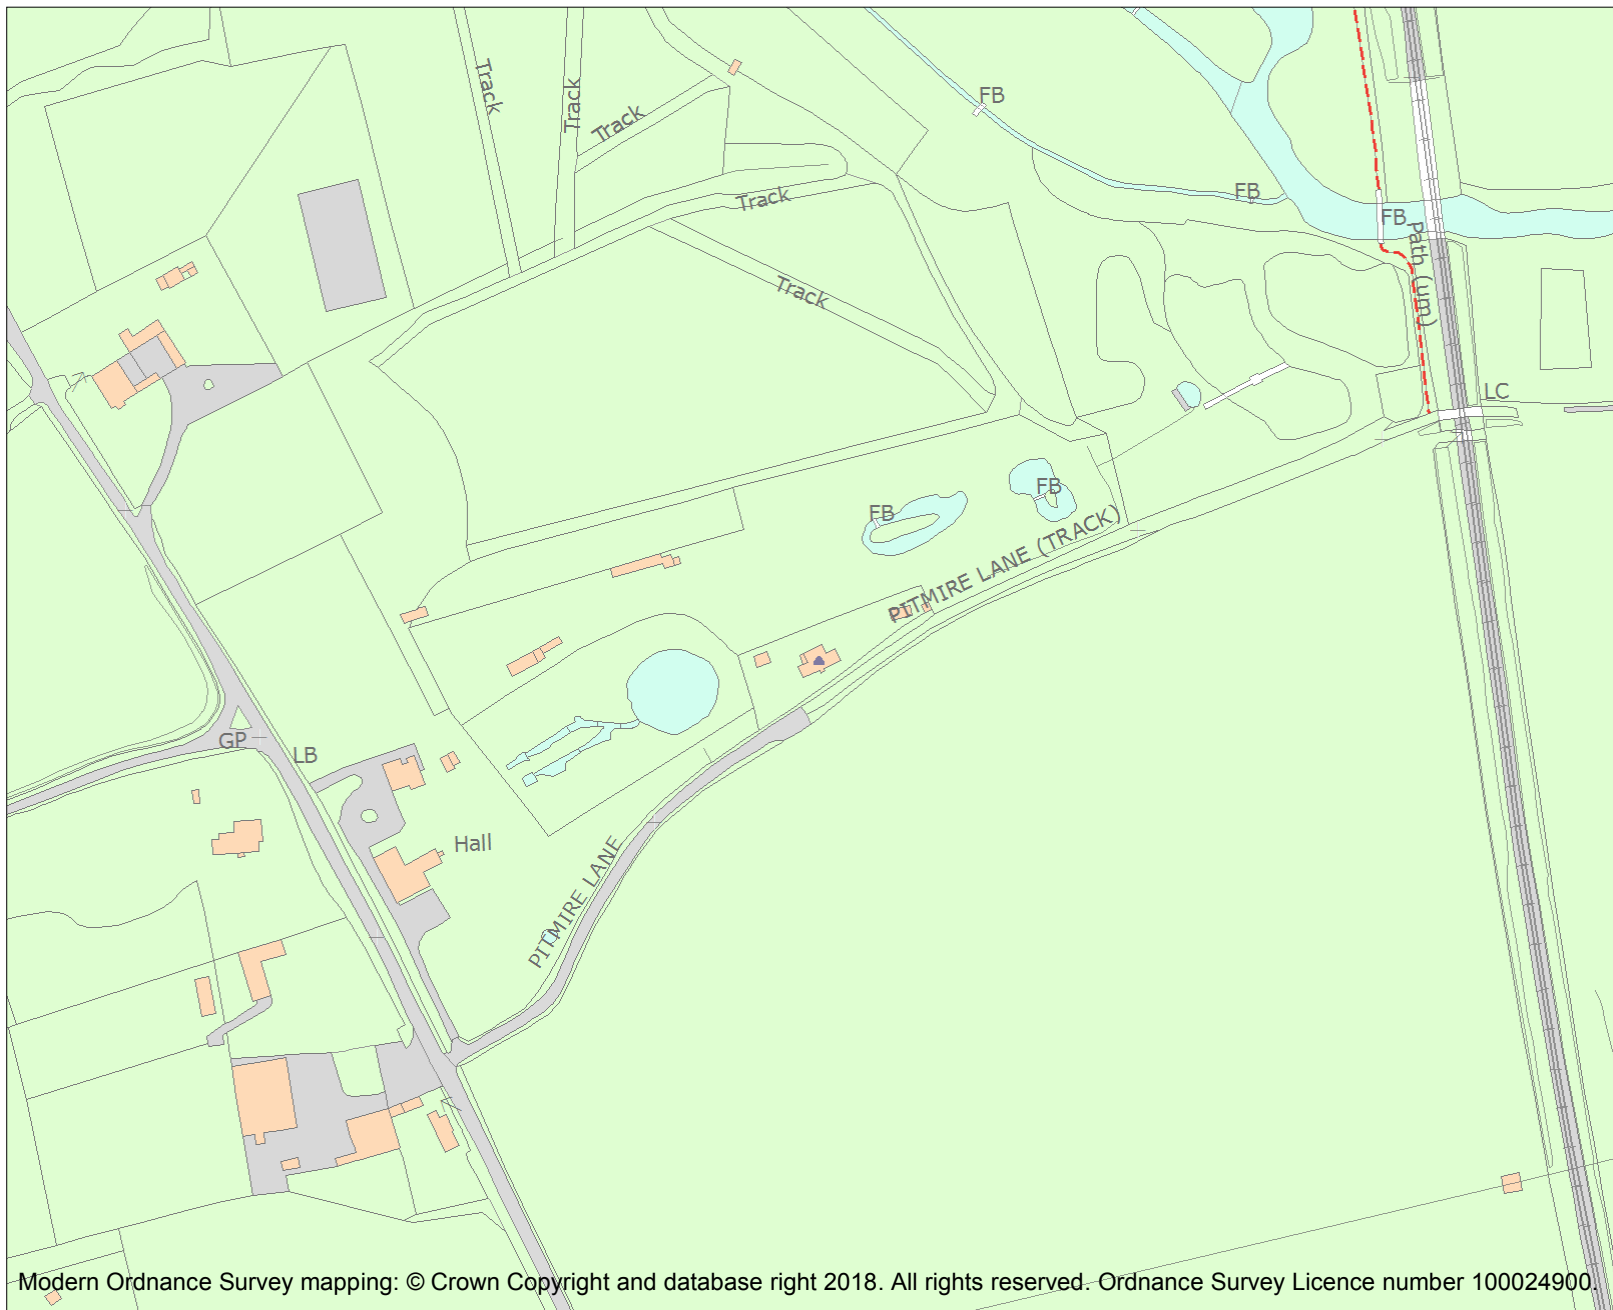 Track
Track
Track
FB
FB
Track
FB
Path (um)
Track
LC
FB
FB
PITMIRE LANE (TRACK)
GP
LB
Hall
PITMIRE LANE
Modern Ordnance Survey mapping: © Crown Copyright and database right 2018. All rights reserved. Ordnance Survey Licence number 100024900.